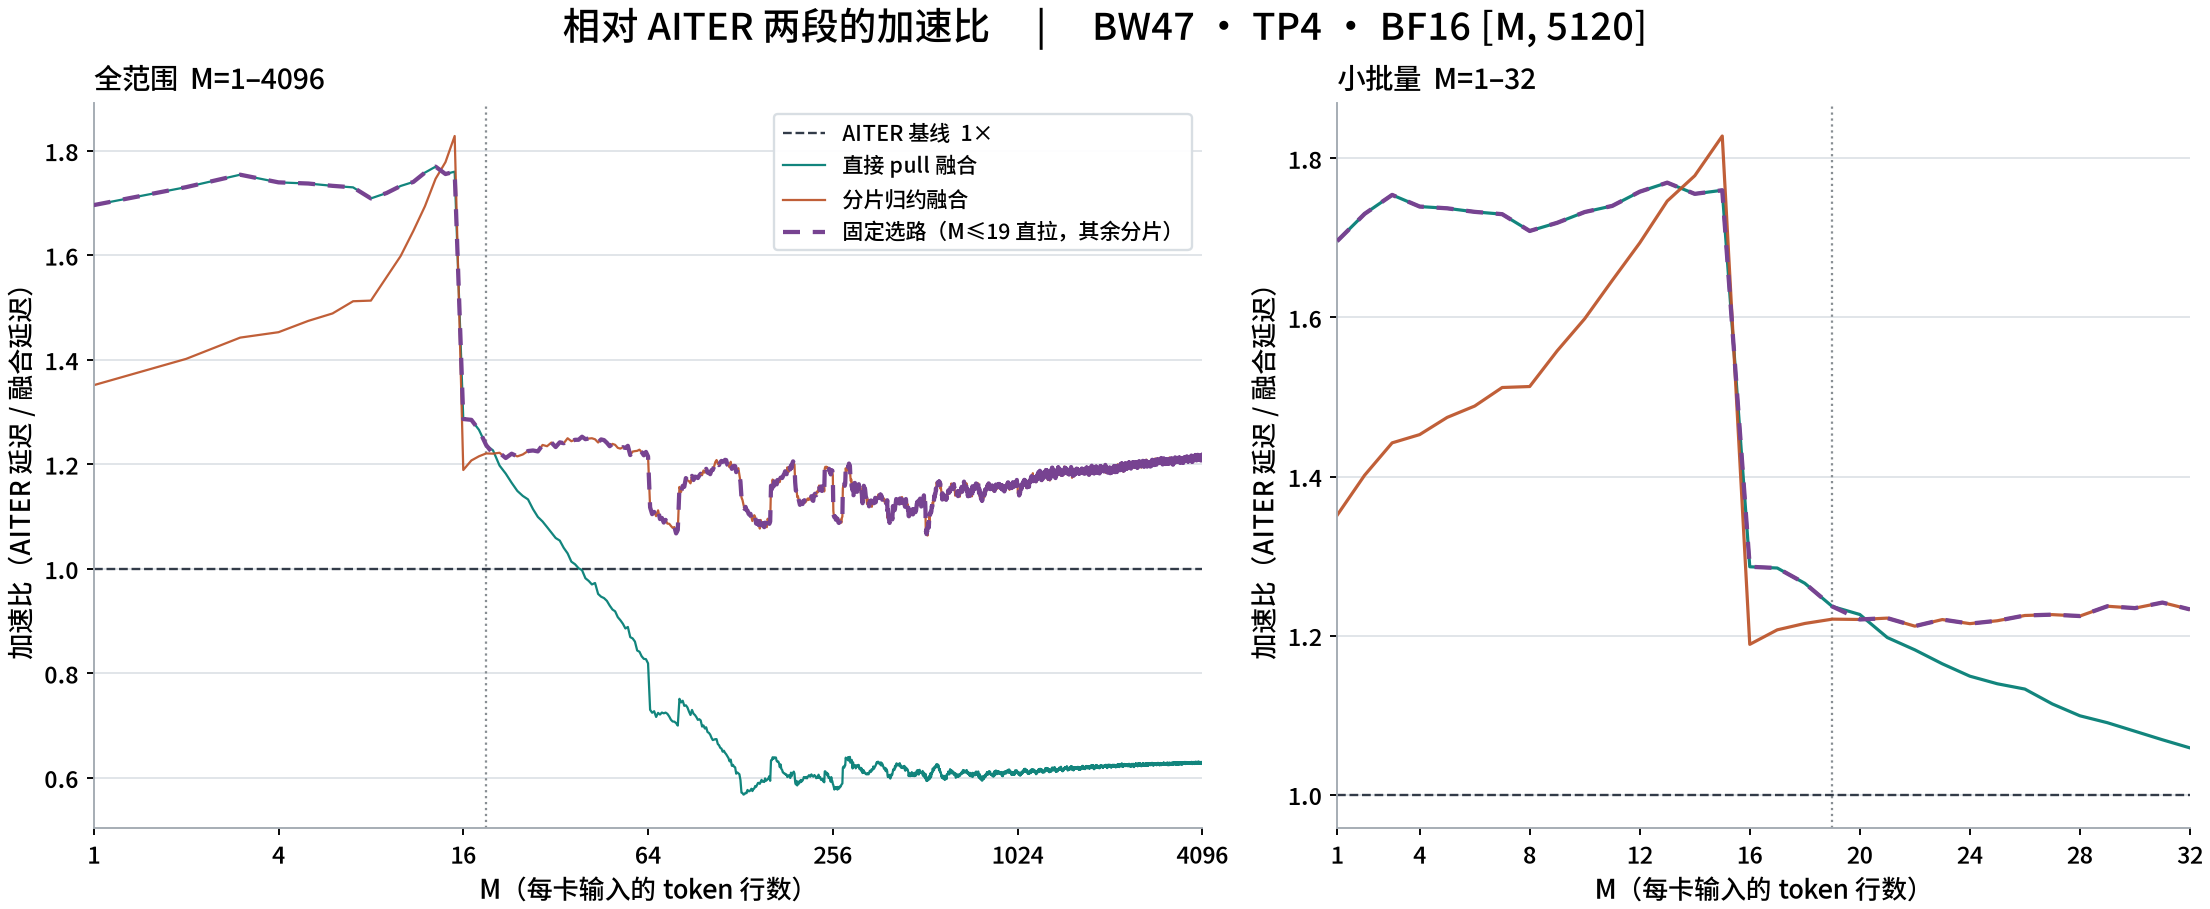 相对 AITER 两段的加速比 | BW47 • TP4 • BF16 [M, 5120]
全范围 M=1–4096
加速比（AITER 延迟 / 融合延迟）
1.8
1.6
1.4
1.2
1.0
0.8
0.6
AITER 基线 1×
直接 pull 融合
分片归约融合
固定选路（M≤19 直拉，其余分片）
1 4 16 64 256 1024 4096
M（每卡输入的 token 行数）
小批量 M=1–32
加速比（AITER 延迟 / 融合延迟）
1.8
1.6
1.4
1.2
1.0
1 4 8 12 16 20 24 28 32
M（每卡输入的 token 行数）